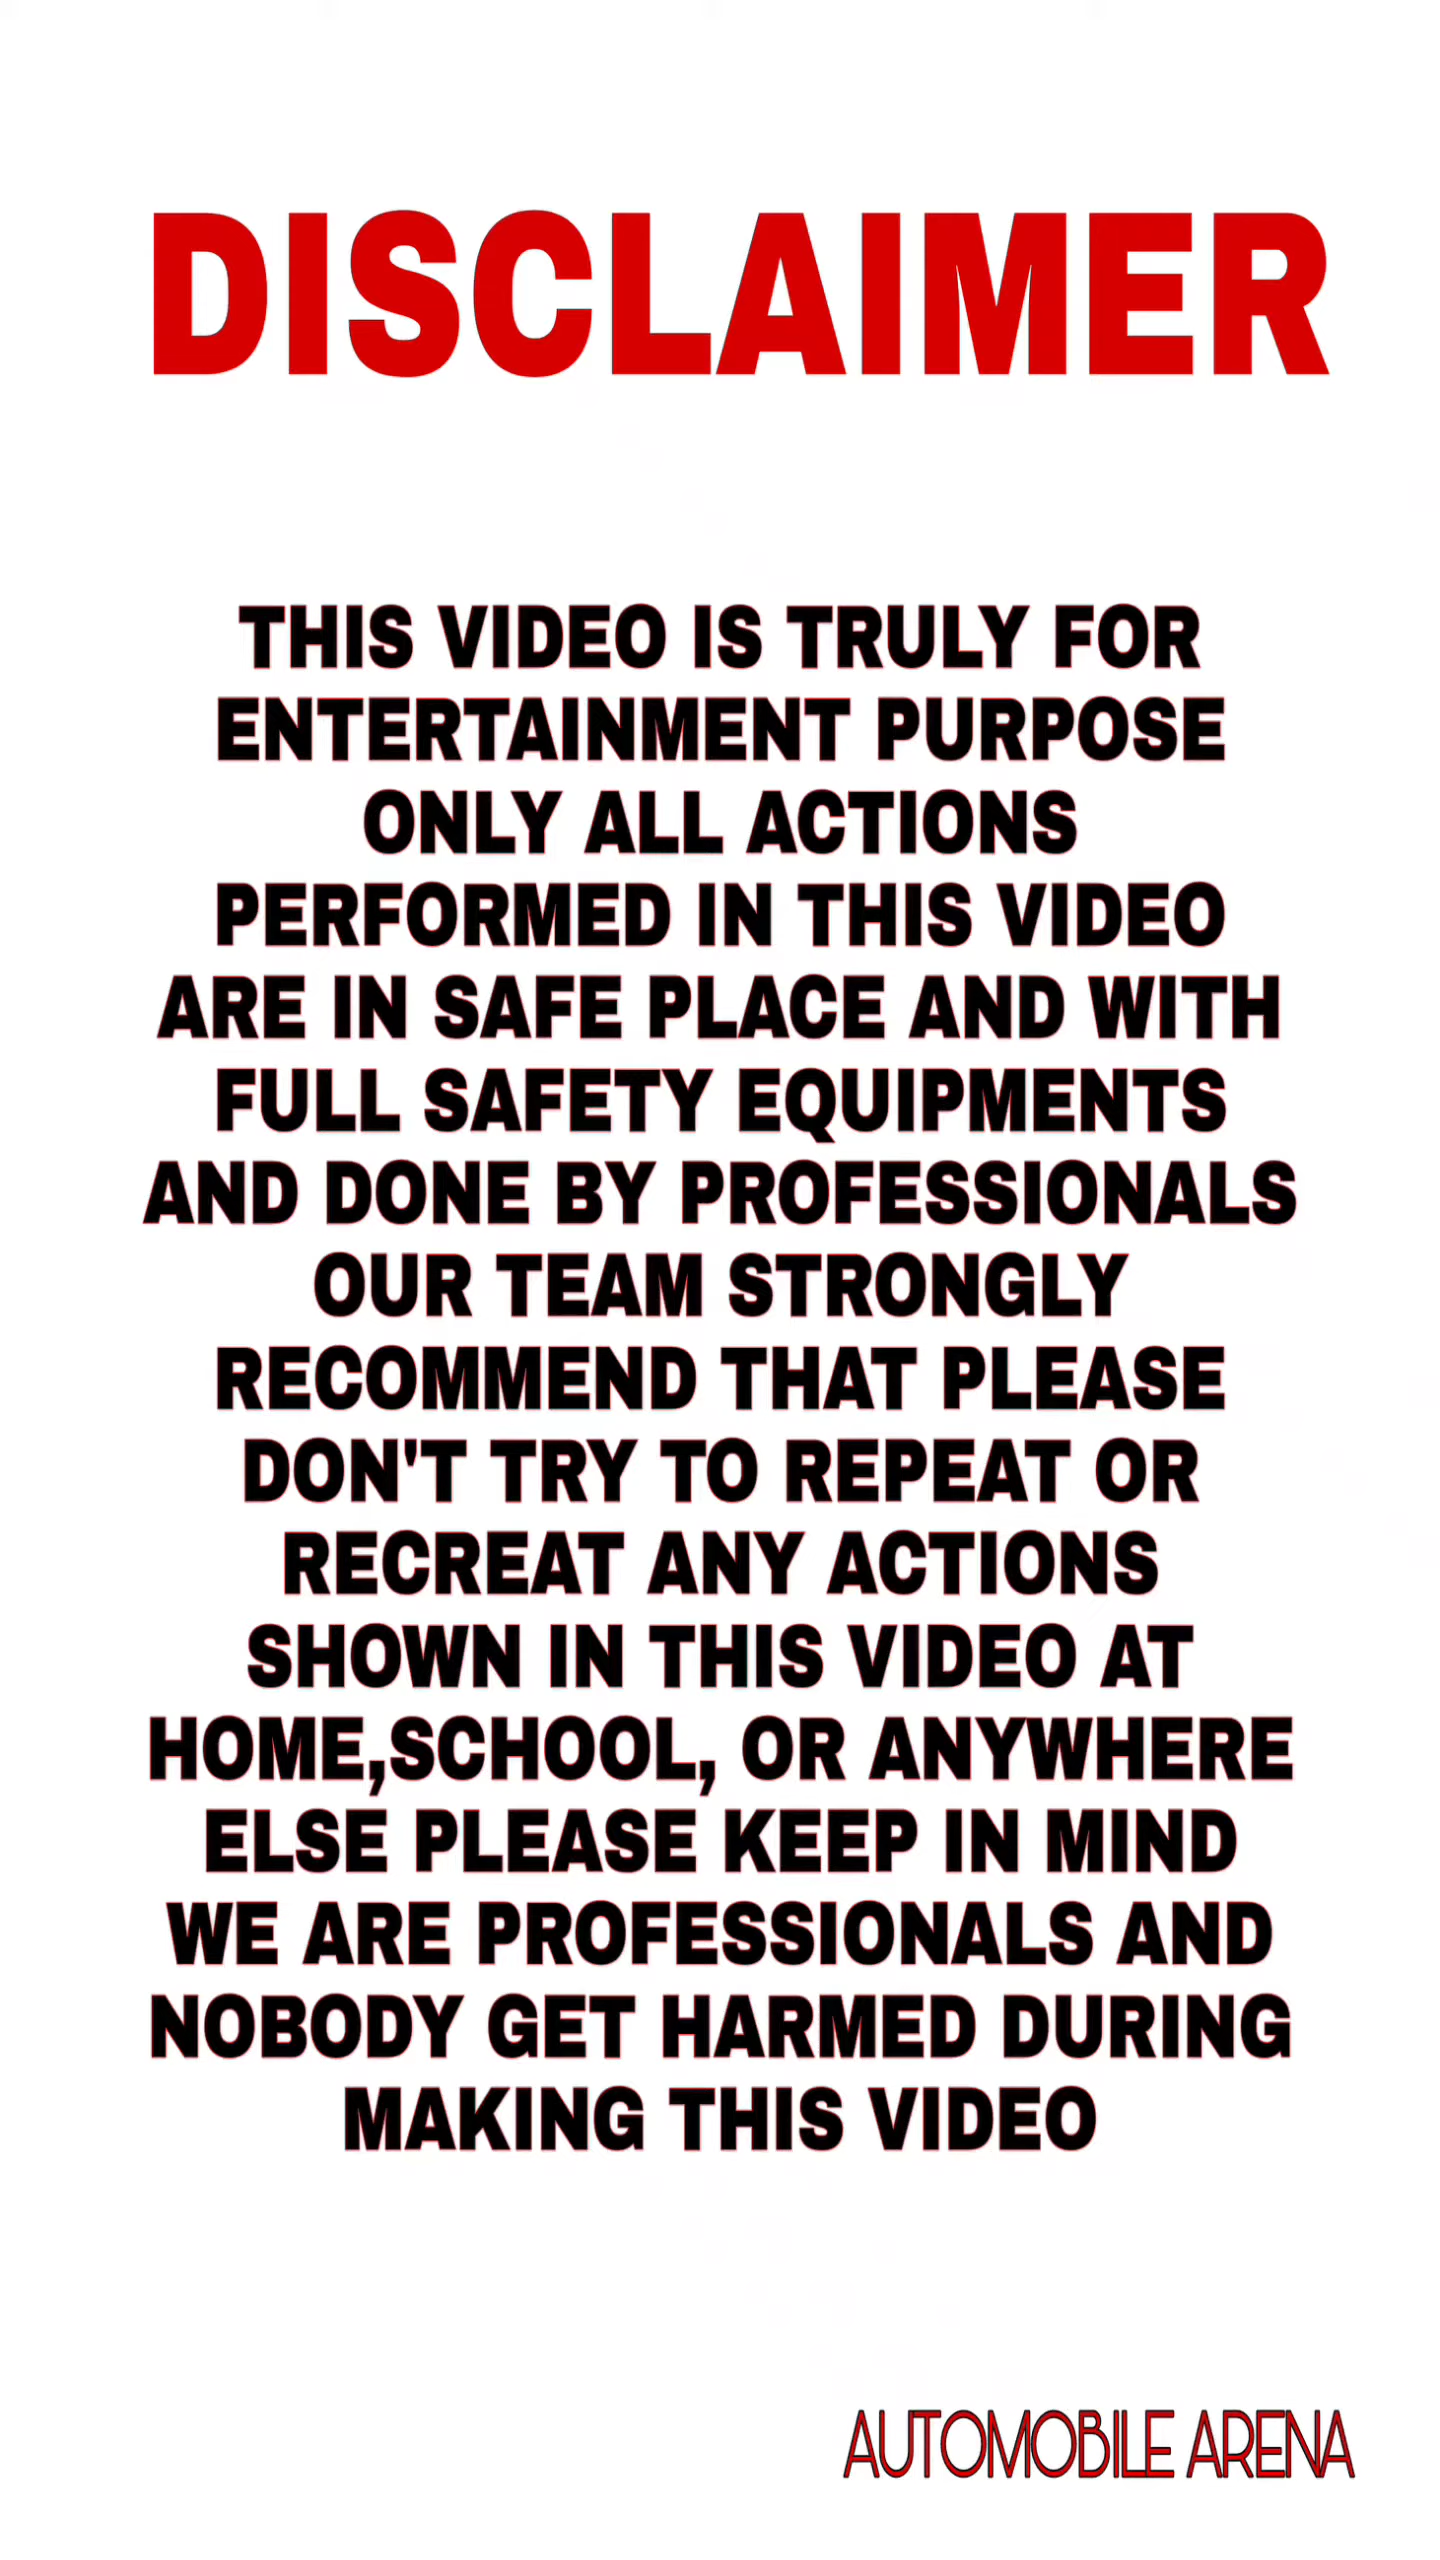 DISCLAIMER
THIS VIDEO IS TRULY FOR
ENTERTAINMENT PURPOSE
ONLY ALL ACTIONS
PERFORMED IN THIS VIDEO
ARE IN SAFE PLACE AND WITH
FULL SAFETY EQUIPMENTS
AND DONE BY PROFESSIONALS
OUR TEAM STRONGLY
RECOMMEND THAT PLEASE
DON'T TRY TO REPEAT OR
RECREAT ANY ACTIONS
SHOWN IN THIS VIDEO AT
HOME,SCHOOL, OR ANYWHERE
ELSE PLEASE KEEP IN MIND
WE ARE PROFESSIONALS AND
NOBODY GET HARMED DURING
MAKING THIS VIDEO
AUTOMOBILE ARENA